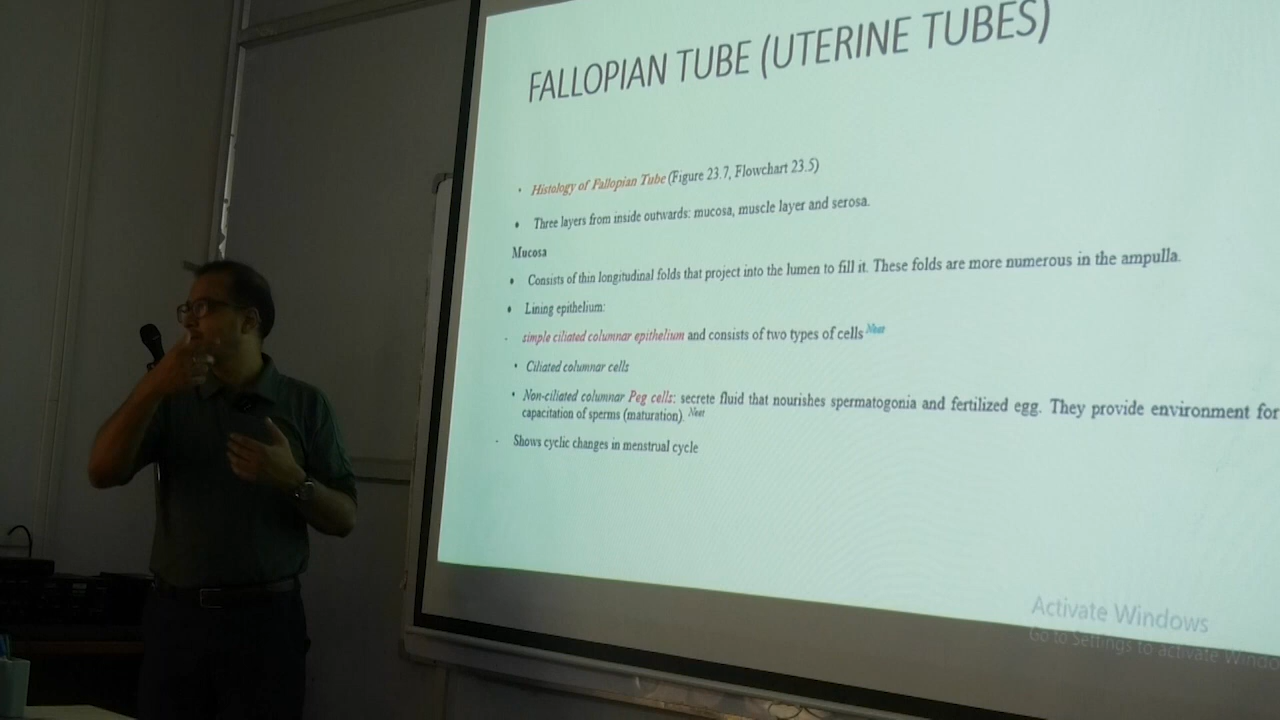 FALLOPIAN TUBE (UTERINE TUBES)
• Histology of Fallopian Tube (Figure 23.7, Flowchart 23.5)
• Three layers from inside outwards: mucosa, muscle layer and serosa.
Mucosa
• Consists of thin longitudinal folds that project into the lumen to fill it. These folds are more numerous in the ampulla.
• Lining epithelium:
- simple ciliated columnar epithelium and consists of two types of cells Next
• Ciliated columnar cells
• Non-ciliated columnar Peg cells: secrete fluid that nourishes spermatogonia and fertilized egg. They provide environment for
capacitation of sperms (maturation). Next
- Shows cyclic changes in menstrual cycle
Activate Windows
Go to Settings to activate Windo